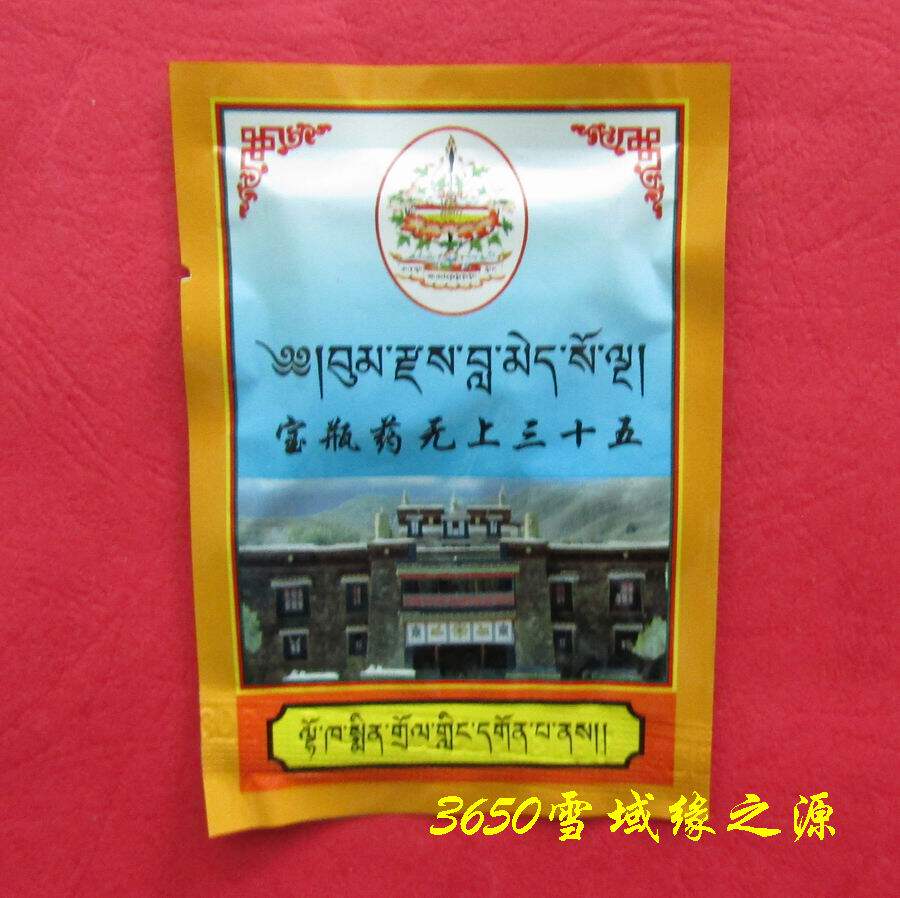 ༄༅།བུམ་རྫས་བླ་མེད་སོ་ལྔ།
宝瓶药无上三十五
ལྷོ་ཁ་སྨིན་གྲོལ་གླིང་དགོན་པ་ནས།།
3650雪域缘之源